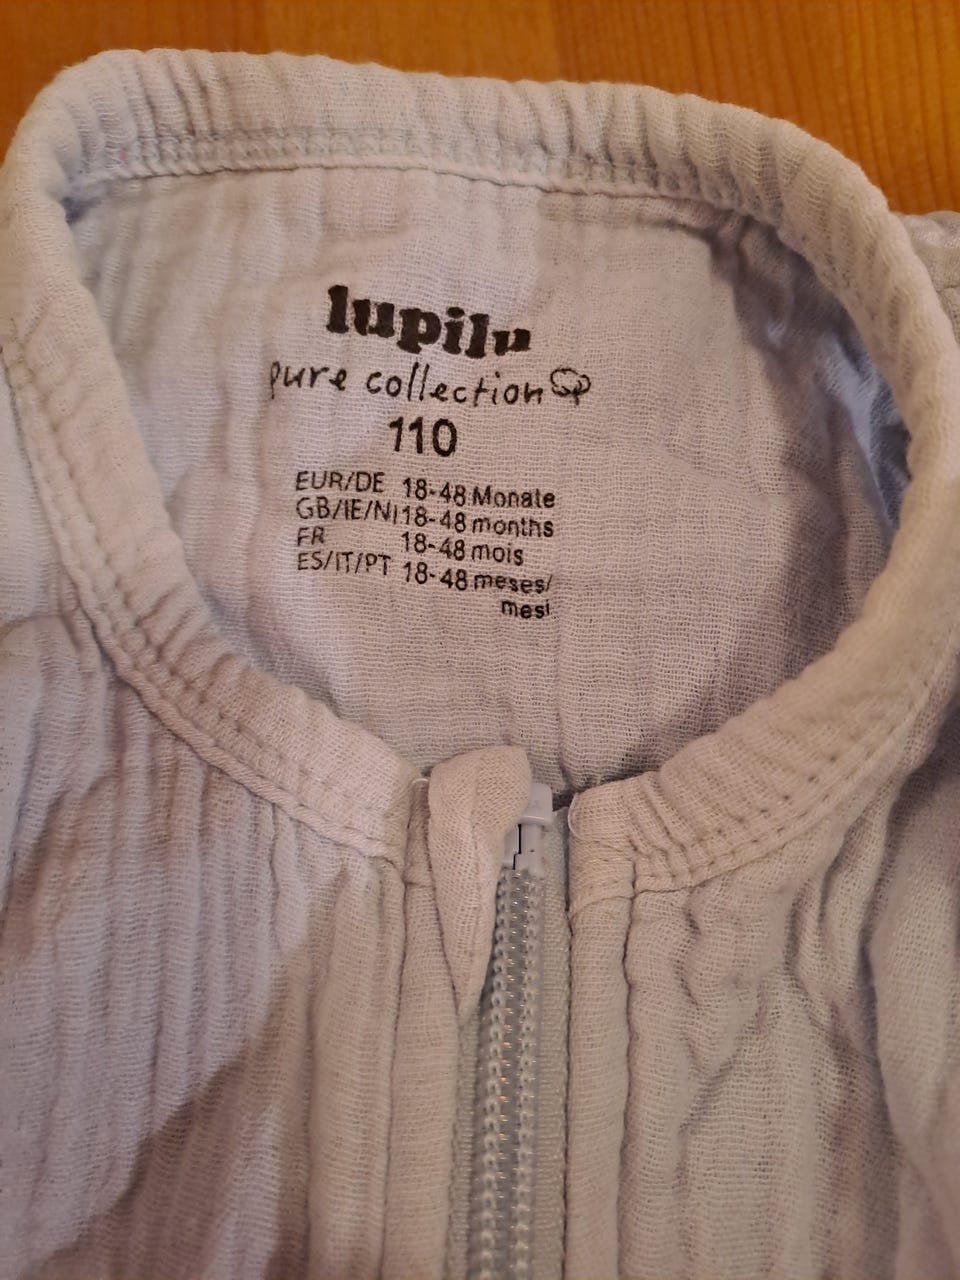 lupilu
pure collection
110
EUR/DE 18-48 Monate
GB/IE/NI 18-48 months
FR 18-48 mois
ES/IT/PT 18-48 meses/
mesi